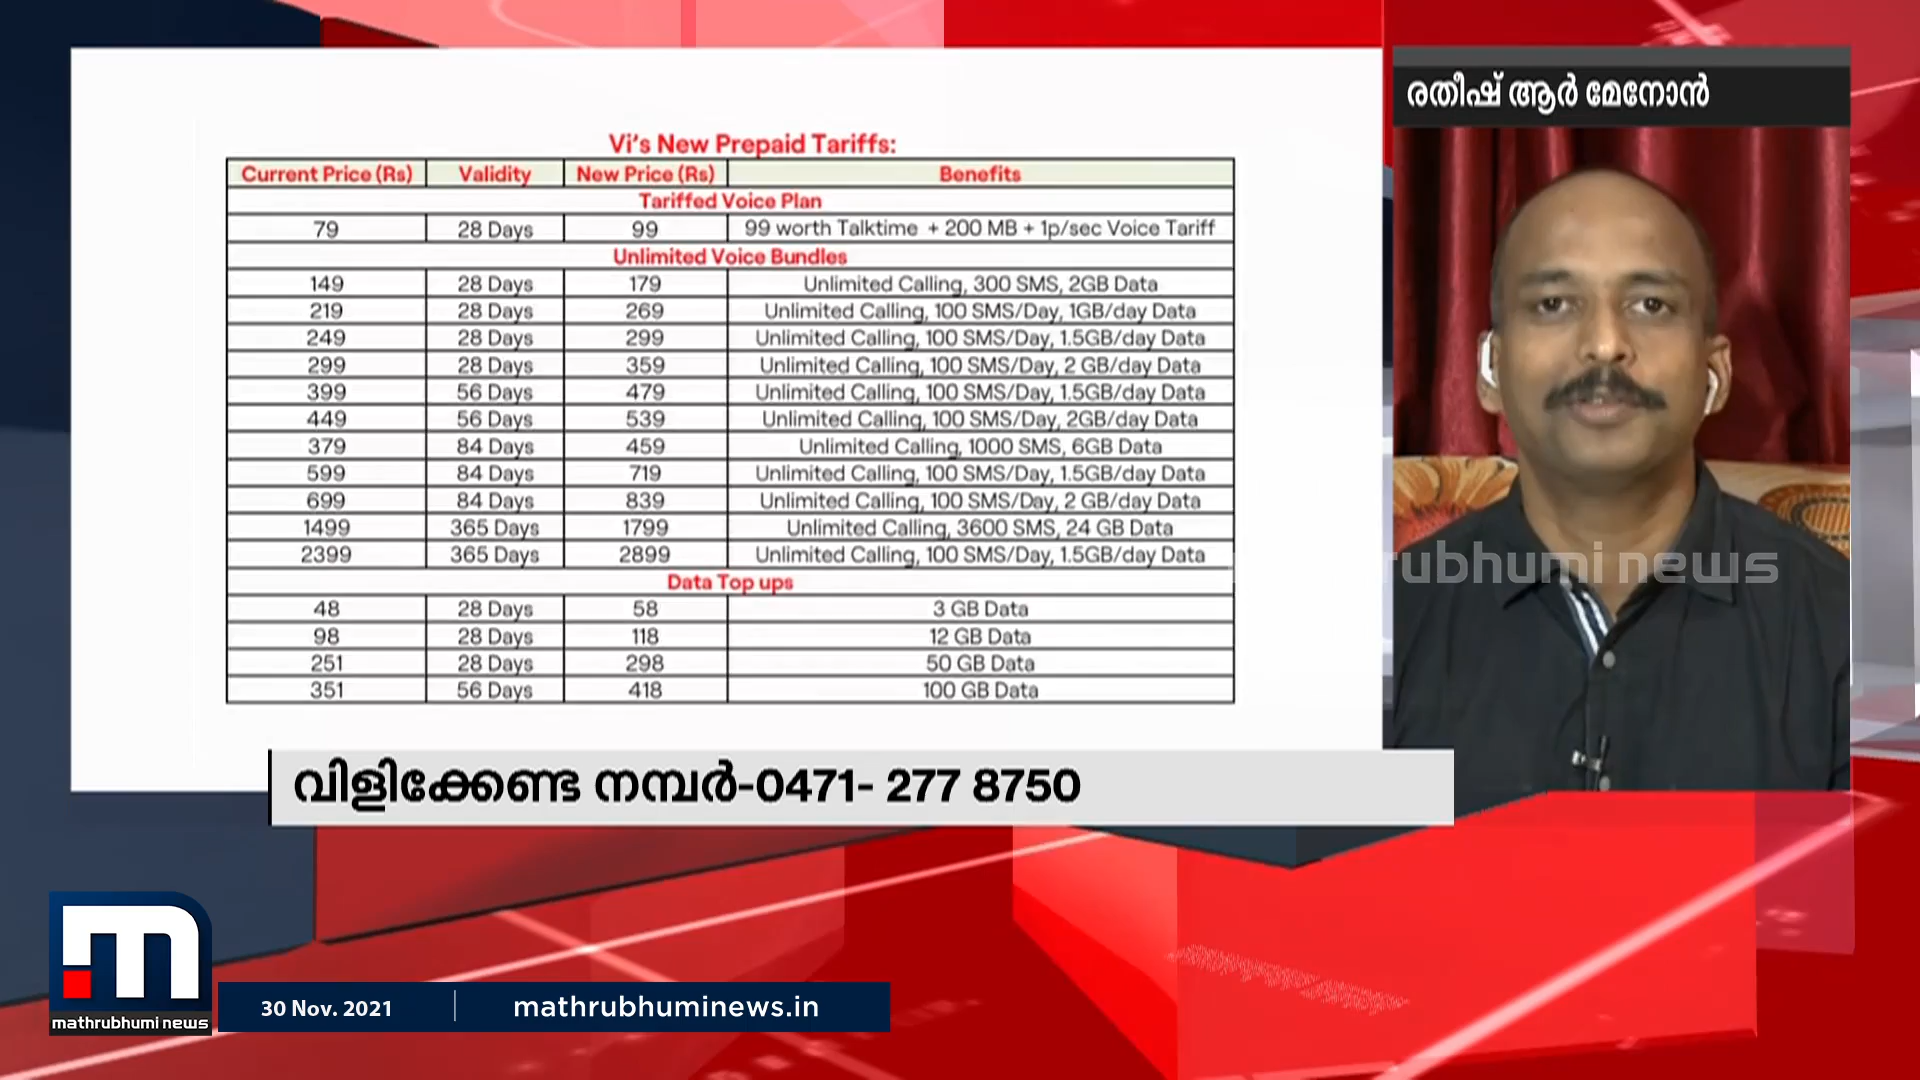 രതീഷ് ആർ മേനോൻ
Vi's New Prepaid Tariffs:
Current Price (Rs) Validity New Price (Rs) Benefits
Tariffed Voice Plan
79 28 Days 99 99 worth Talktime + 200 MB + 1p/sec Voice Tariff
Unlimited Voice Bundles
149 28 Days 179 Unlimited Calling, 300 SMS, 2GB Data
219 28 Days 269 Unlimited Calling, 100 SMS/Day, 1GB/day Data
249 28 Days 299 Unlimited Calling, 100 SMS/Day, 1.5GB/day Data
299 28 Days 359 Unlimited Calling, 100 SMS/Day, 2 GB/day Data
399 56 Days 479 Unlimited Calling, 100 SMS/Day, 1.5GB/day Data
449 56 Days 539 Unlimited Calling, 100 SMS/Day, 2GB/day Data
379 84 Days 459 Unlimited Calling, 1000 SMS, 6GB Data
599 84 Days 719 Unlimited Calling, 100 SMS/Day, 1.5GB/day Data
699 84 Days 839 Unlimited Calling, 100 SMS/Day, 2 GB/day Data
1499 365 Days 1799 Unlimited Calling, 3600 SMS, 24 GB Data
2399 365 Days 2899 Unlimited Calling, 100 SMS/Day, 1.5GB/day Data
rubhumi news
Data Top ups
48 28 Days 58 3 GB Data
98 28 Days 118 12 GB Data
251 28 Days 298 50 GB Data
351 56 Days 418 100 GB Data
വിളിക്കേണ്ട നമ്പർ-0471- 277 8750
mathrubhumi news
30 Nov. 2021 mathrubhuminews.in